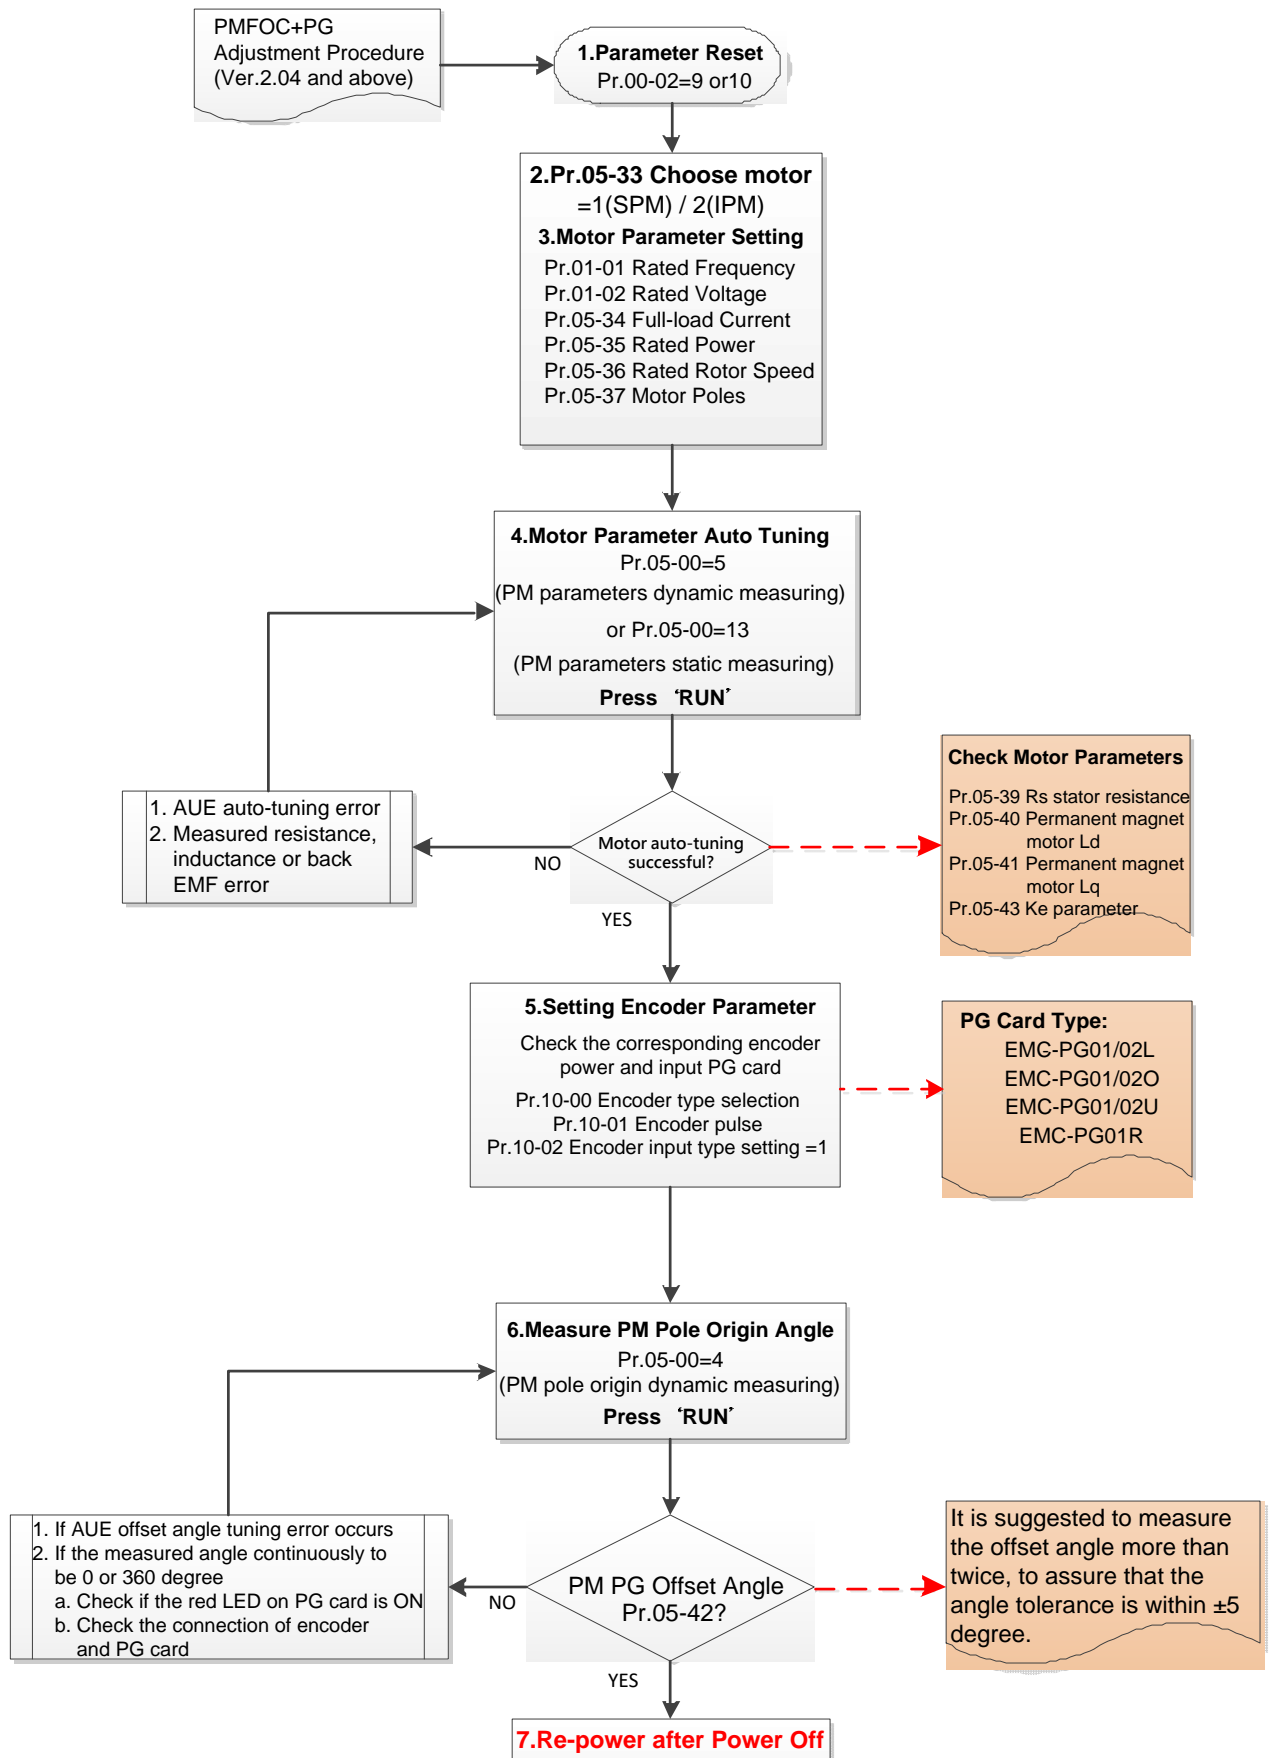 PMFOC+PG
Adjustment Procedure
(Ver.2.04 and above)
1.Parameter Reset
Pr.00-02=9 or10
2.Pr.05-33 Choose motor
=1(SPM) / 2(IPM)
3.Motor Parameter Setting
Pr.01-01 Rated Frequency
Pr.01-02 Rated Voltage
Pr.05-34 Full-load Current
Pr.05-35 Rated Power
Pr.05-36 Rated Rotor Speed
Pr.05-37 Motor Poles
4.Motor Parameter Auto Tuning
Pr.05-00=5
(PM parameters dynamic measuring)
or Pr.05-00=13
(PM parameters static measuring)
Press ‘RUN’
1. AUE auto-tuning error
2. Measured resistance,
inductance or back
EMF error
NO
Motor auto-tuning
successful?
YES
Check Motor Parameters
Pr.05-39 Rs stator resistance
Pr.05-40 Permanent magnet
motor Ld
Pr.05-41 Permanent magnet
motor Lq
Pr.05-43 Ke parameter
5.Setting Encoder Parameter
Check the corresponding encoder
power and input PG card
Pr.10-00 Encoder type selection
Pr.10-01 Encoder pulse
Pr.10-02 Encoder input type setting =1
PG Card Type:
EMC-PG01/02L
EMC-PG01/02O
EMC-PG01/02U
EMC-PG01R
6.Measure PM Pole Origin Angle
Pr.05-00=4
(PM pole origin dynamic measuring)
Press ‘RUN’
1. If AUE offset angle tuning error occurs
2. If the measured angle continuously to
be 0 or 360 degree
a. Check if the red LED on PG card is ON
b. Check the connection of encoder
and PG card
NO
PM PG Offset Angle
Pr.05-42?
YES
It is suggested to measure
the offset angle more than
twice, to assure that the
angle tolerance is within ±5
degree.
7.Re-power after Power Off